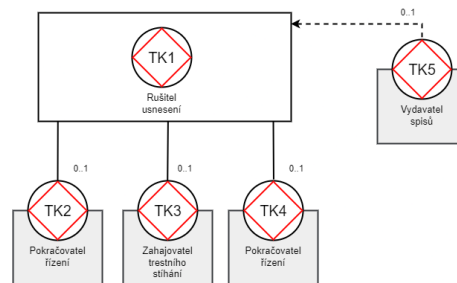 0..1
TK1
Rušitel
usnesení
TK5
Vydavatel
spisů
0..1
0..1
0..1
TK2
TK3
TK4
Pokračovatel
řízení
Zahajovatel
trestního
stíhání
Pokračovatel
řízení